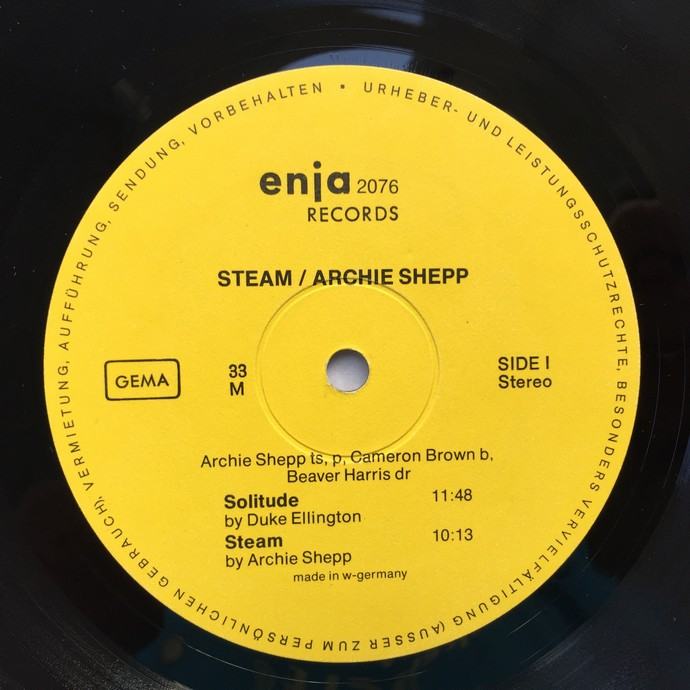 URHEBER- UND LEISTUNGSSCHUTZRECHTE, BESONDERS VERVIELFÄLTIGUNG (AUSSER ZUM PERSÖNLICHEN GEBRAUCH), VERMIETUNG, AUFFÜHRUNG, SENDUNG, VORBEHALTEN •
enja 2076
RECORDS
STEAM / ARCHIE SHEPP
GEMA
33
M
SIDE I
Stereo
Archie Shepp ts, p, Cameron Brown b,
Beaver Harris dr
Solitude 11:48
by Duke Ellington
Steam 10:13
by Archie Shepp
made in w-germany